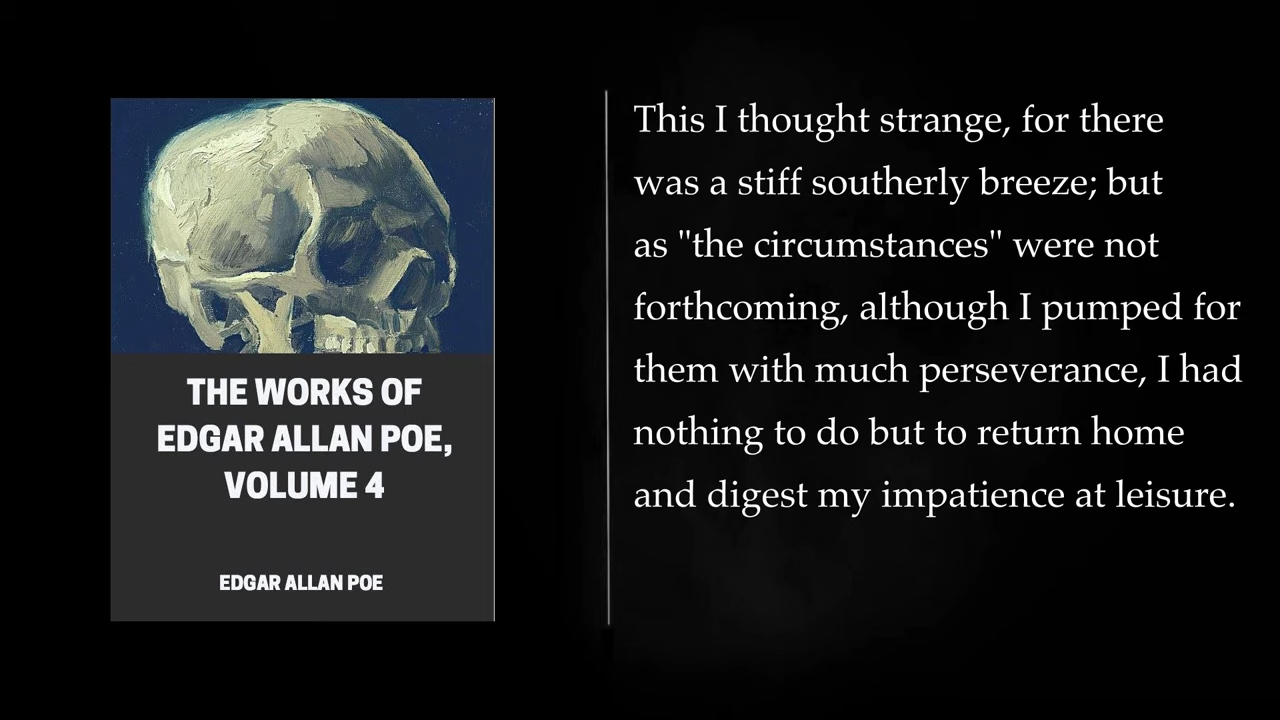 THE WORKS OF
EDGAR ALLAN POE,
VOLUME 4
EDGAR ALLAN POE
This I thought strange, for there
was a stiff southerly breeze; but
as "the circumstances" were not
forthcoming, although I pumped for
them with much perseverance, I had
nothing to do but to return home
and digest my impatience at leisure.